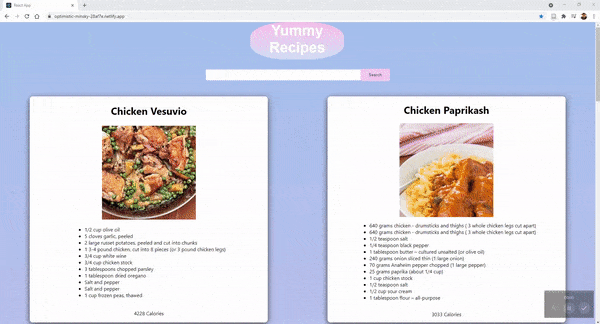 React App
Yummy
Recipes
Search
Chicken Vesuvio
1/2 cup olive oil
5 cloves garlic, peeled
2 large russet potatoes, peeled and cut into chunks
1 3-4 pound chicken, cut into 8 pieces (or 3 pound chicken legs)
3/4 cup white wine
3/4 cup chicken stock
3 tablespoons chopped parsley
1 tablespoon dried oregano
Salt and pepper
Salt and pepper
1 cup frozen peas, thawed
4228 Calories
Chicken Paprikash
640 grams chicken - drumsticks and thighs ( 3 whole chicken legs cut apart)
640 grams chicken - drumsticks and thighs ( 3 whole chicken legs cut apart)
1/2 teaspoon salt
1/4 teaspoon black pepper
1 tablespoon butter – cultured unsalted (or olive oil)
240 grams onion sliced thin (1 large onion)
70 grams Anaheim pepper chopped (1 large pepper)
25 grams paprika (about 1/4 cup)
1 cup chicken stock
1/2 teaspoon salt
1/2 cup sour cream
1 tablespoon flour – all-purpose
3033 Calories